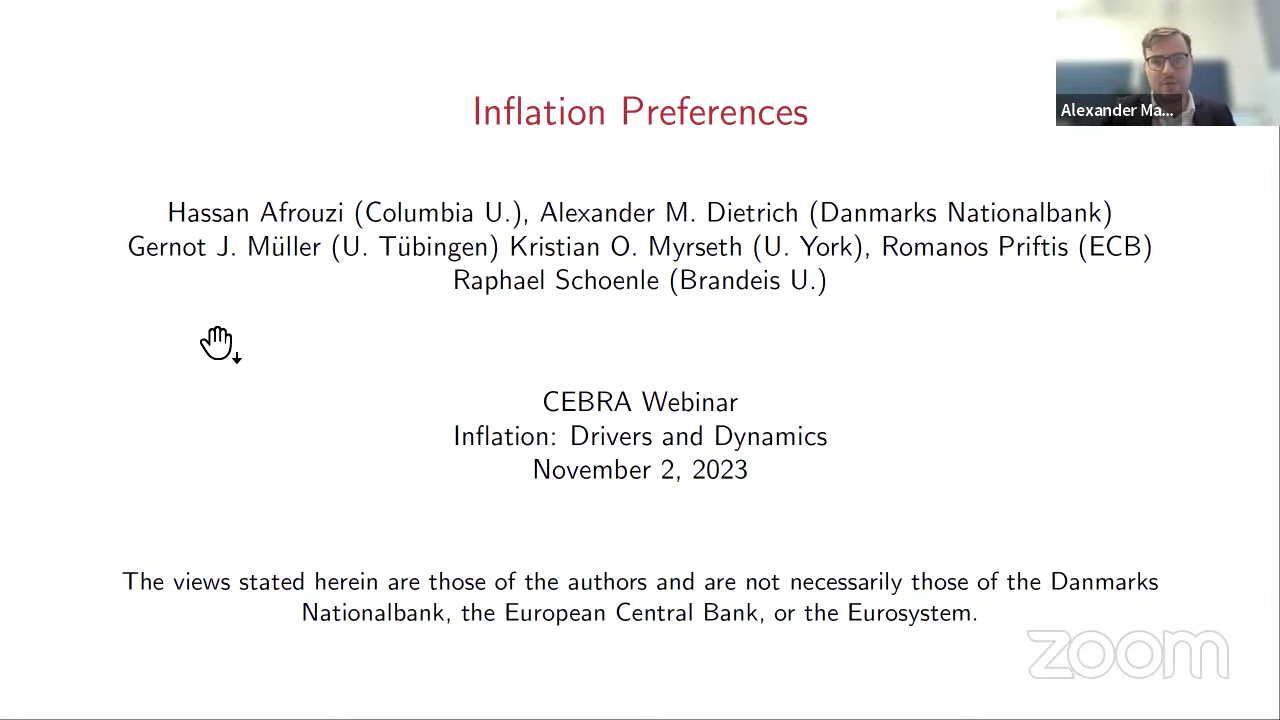 Inflation Preferences
Alexander Ma...
Hassan Afrouzi (Columbia U.), Alexander M. Dietrich (Danmarks Nationalbank)
Gernot J. Müller (U. Tübingen) Kristian O. Myrseth (U. York), Romanos Priftis (ECB)
Raphael Schoenle (Brandeis U.)
CEBRA Webinar
Inflation: Drivers and Dynamics
November 2, 2023
The views stated herein are those of the authors and are not necessarily those of the Danmarks
Nationalbank, the European Central Bank, or the Eurosystem.
zoom